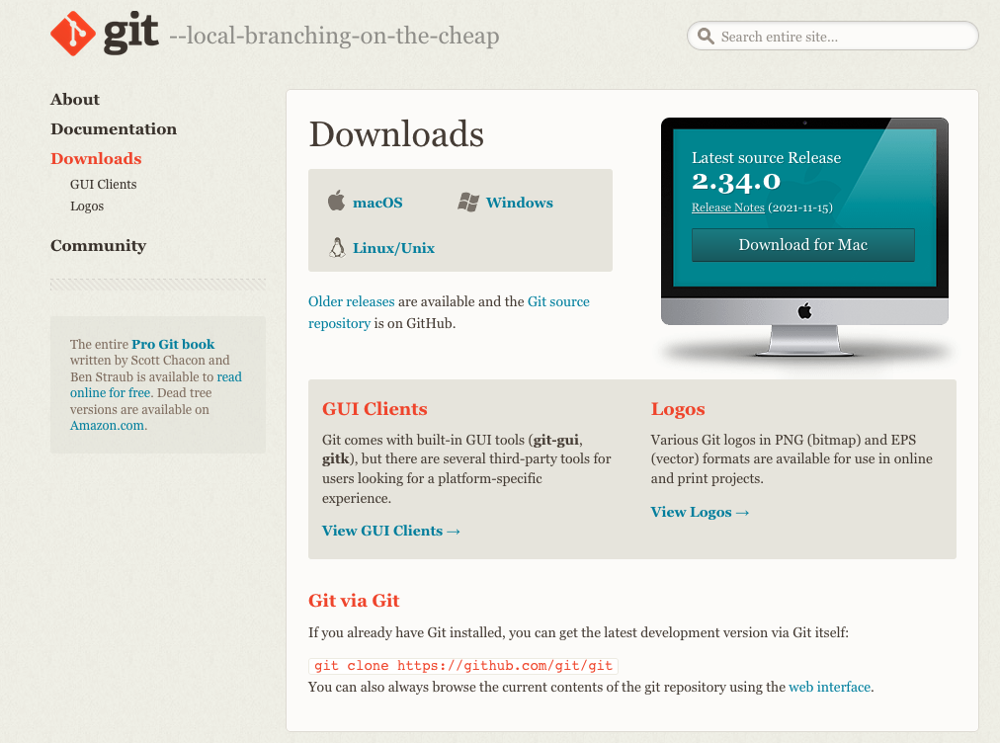 git --local-branching-on-the-cheap
Search entire site...
About
Documentation
Downloads
GUI Clients
Logos
Community
The entire Pro Git book
written by Scott Chacon and
Ben Straub is available to read
online for free. Dead tree
versions are available on
Amazon.com.
Downloads
macOS
Windows
Linux/Unix
Older releases are available and the Git source
repository is on GitHub.
Latest source Release
2.34.0
Release Notes (2021-11-15)
Download for Mac
GUI Clients
Git comes with built-in GUI tools (git-gui,
gitk), but there are several third-party tools for
users looking for a platform-specific
experience.
View GUI Clients →
Logos
Various Git logos in PNG (bitmap) and EPS
(vector) formats are available for use in online
and print projects.
View Logos →
Git via Git
If you already have Git installed, you can get the latest development version via Git itself:
git clone https://github.com/git/git
You can also always browse the current contents of the git repository using the web interface.